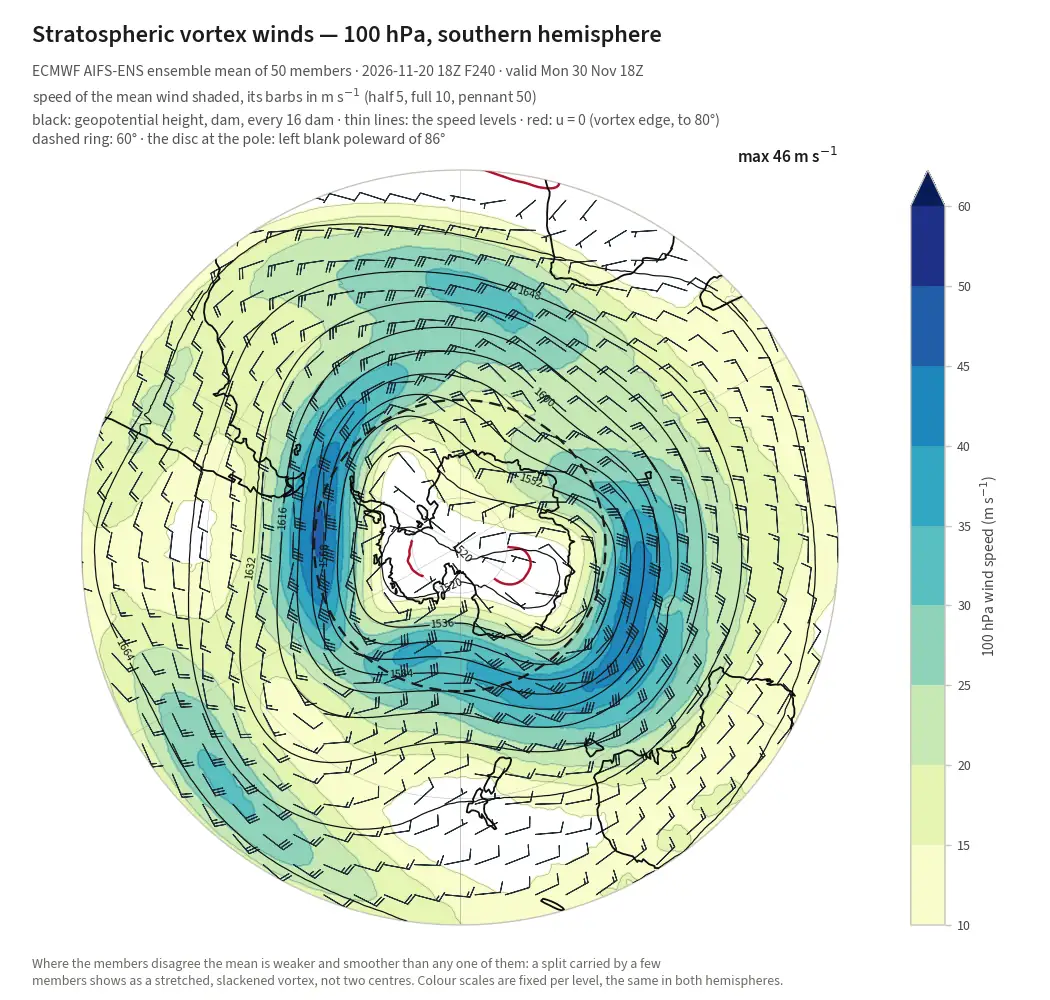 Stratospheric vortex winds — 100 hPa, southern hemisphere
ECMWF AIFS-ENS ensemble mean of 50 members · 2026-11-20 18Z F240 · valid Mon 30 Nov 18Z
speed of the mean wind shaded, its barbs in m s⁻¹ (half 5, full 10, pennant 50)
black: geopotential height, dam, every 16 dam · thin lines: the speed levels · red: u = 0 (vortex edge, to 80°)
dashed ring: 60° · the disc at the pole: left blank poleward of 86°
max 46 m s⁻¹
60
50
45
40
35
30
25
20
15
10
100 hPa wind speed (m s⁻¹)
1648
1600
1552
1616
1632
1520
1536
1664
Where the members disagree the mean is weaker and smoother than any one of them: a split carried by a few
members shows as a stretched, slackened vortex, not two centres. Colour scales are fixed per level, the same in both hemispheres.